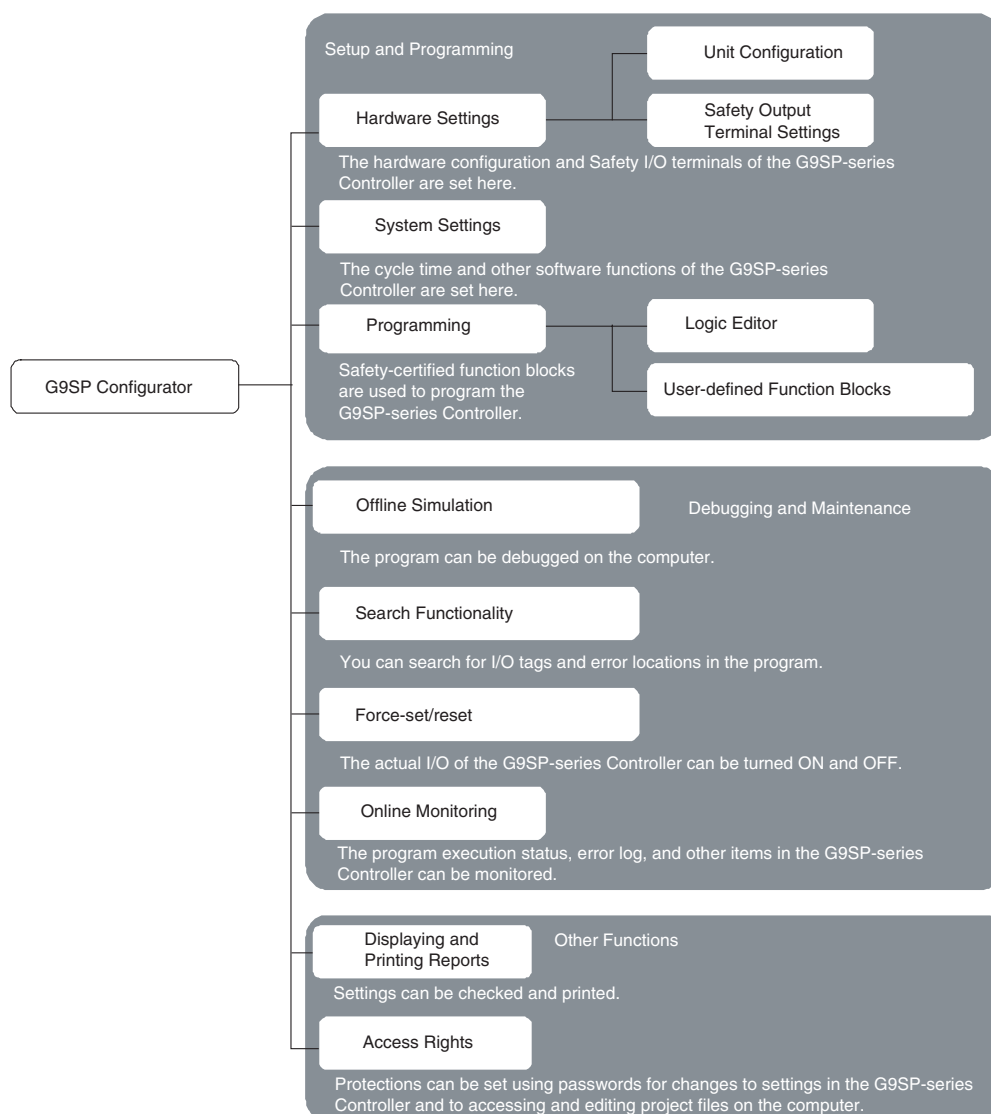 Setup and Programming
Unit Configuration
Hardware Settings
Safety Output
Terminal Settings
The hardware configuration and Safety I/O terminals of the G9SP-series
Controller are set here.
System Settings
The cycle time and other software functions of the G9SP-series
Controller are set here.
Programming
Logic Editor
G9SP Configurator
Safety-certified function blocks
are used to program the
G9SP-series Controller.
User-defined Function Blocks
Offline Simulation
Debugging and Maintenance
The program can be debugged on the computer.
Search Functionality
You can search for I/O tags and error locations in the program.
Force-set/reset
The actual I/O of the G9SP-series Controller can be turned ON and OFF.
Online Monitoring
The program execution status, error log, and other items in the G9SP-series
Controller can be monitored.
Displaying and
Printing Reports
Other Functions
Settings can be checked and printed.
Access Rights
Protections can be set using passwords for changes to settings in the G9SP-series
Controller and to accessing and editing project files on the computer.